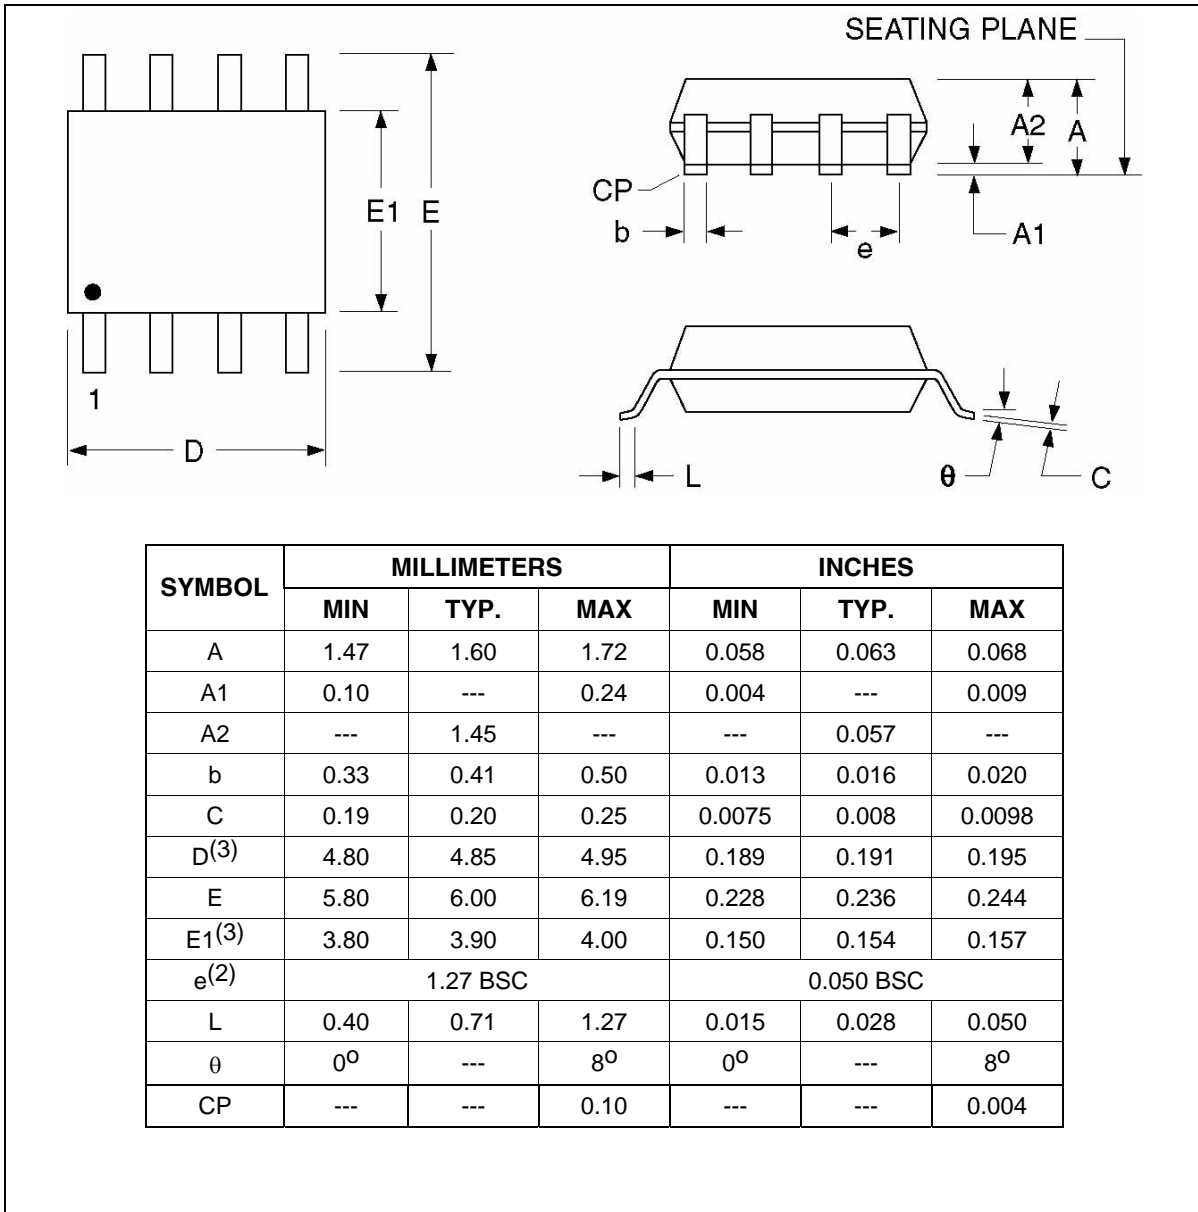 SEATING PLANE
A2 A
E1 E
CP
b
e
A1
1
D
L
θ
C
SYMBOL MILLIMETERS INCHES
MIN TYP. MAX MIN TYP. MAX
A 1.47 1.60 1.72 0.058 0.063 0.068
A1 0.10 --- 0.24 0.004 --- 0.009
A2 --- 1.45 --- --- 0.057 ---
b 0.33 0.41 0.50 0.013 0.016 0.020
C 0.19 0.20 0.25 0.0075 0.008 0.0098
D(3) 4.80 4.85 4.95 0.189 0.191 0.195
E 5.80 6.00 6.19 0.228 0.236 0.244
E1(3) 3.80 3.90 4.00 0.150 0.154 0.157
e(2) 1.27 BSC 0.050 BSC
L 0.40 0.71 1.27 0.015 0.028 0.050
θ 0º --- 8º 0º --- 8º
CP --- --- 0.10 --- --- 0.004